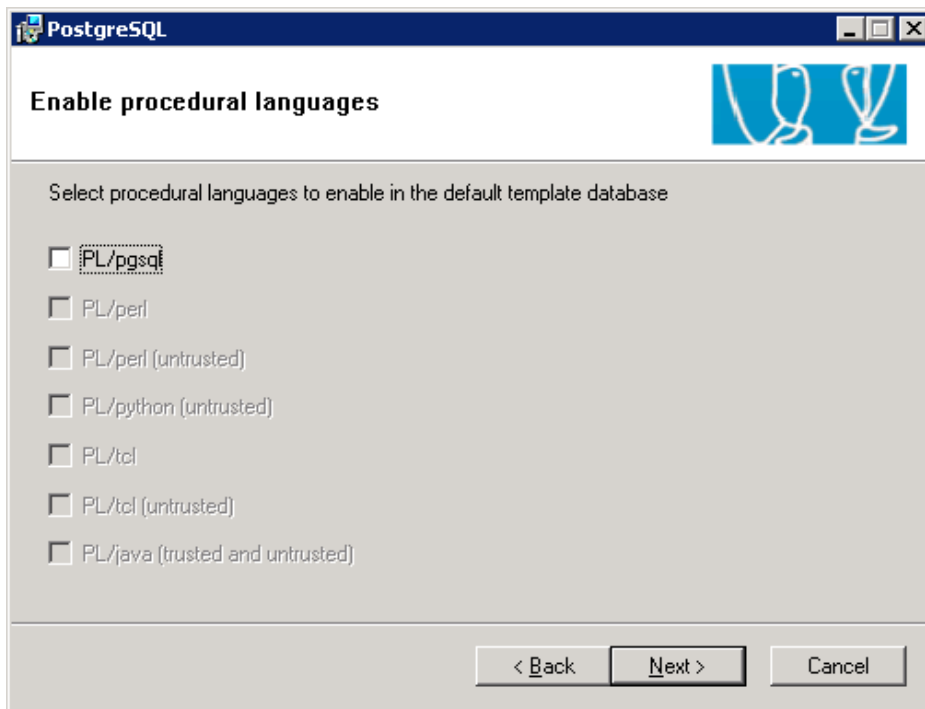 PostgreSQL
Enable procedural languages
Select procedural languages to enable in the default template database
PL/pgsql
PL/perl
PL/perl (untrusted)
PL/python (untrusted)
PL/tcl
PL/tcl (untrusted)
PL/java (trusted and untrusted)
< Back Next > Cancel